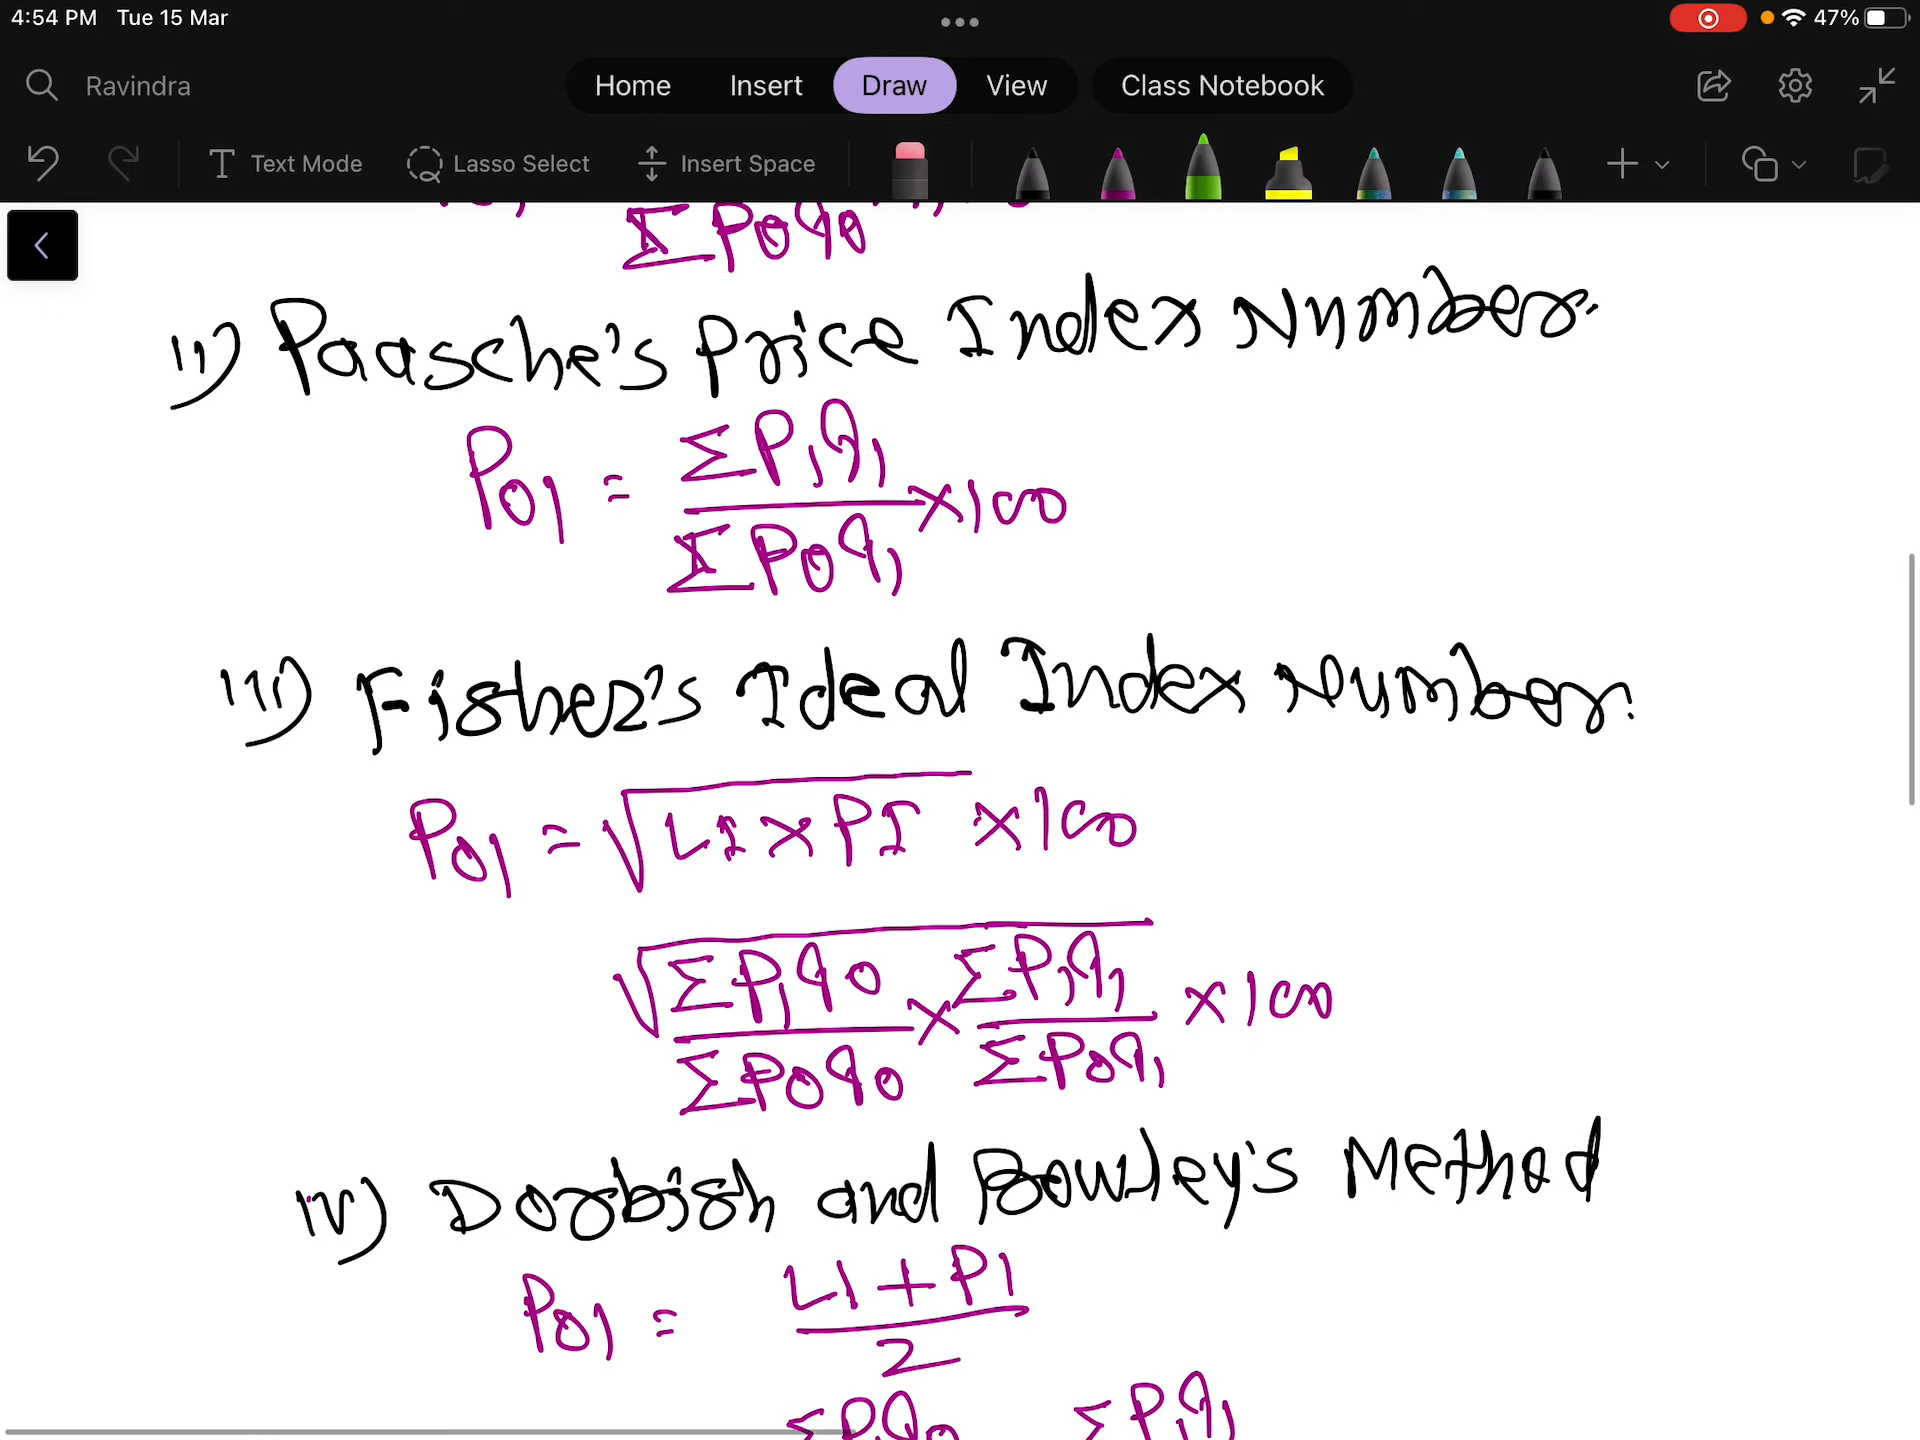 4:54 PM Tue 15 Mar 47%
Ravindra Home Insert Draw View Class Notebook
Text Mode Lasso Select Insert Space
ΣP0q0
ii) Paasche's Price Index Number.
P01 = ΣP1q1 / ΣP0q1 ×100
iii) Fisher's Ideal Index Number.
P01 = √LI × PI ×100
√ΣP1q0 / ΣP0q0 × ΣP1q1 / ΣP0q1 ×100
iv) Dorbish and Bowley's Method
P01 = LI + PI / 2
ΣP1q0 ΣP1q1